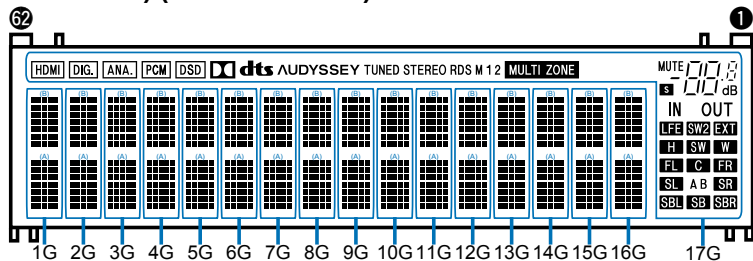 62 1
HDMI DIG. ANA. PCM DSD dts AUDYSSEY TUNED STEREO RDS M 1 2 MULTI ZONE MUTE -88.8 dB
S
(B) (B) (B) (B) (B) (B) (B) (B) (B) (B) (B) (B) (B) (B) (B) (B)
IN OUT
LFE SW2 EXT
H SW W
(A) (A) (A) (A) (A) (A) (A) (A) (A) (A) (A) (A) (A) (A) (A) (A)
FL C FR
SL A B SR
SBL SB SBR
1G 2G 3G 4G 5G 6G 7G 8G 9G 10G 11G 12G 13G 14G 15G 16G 17G